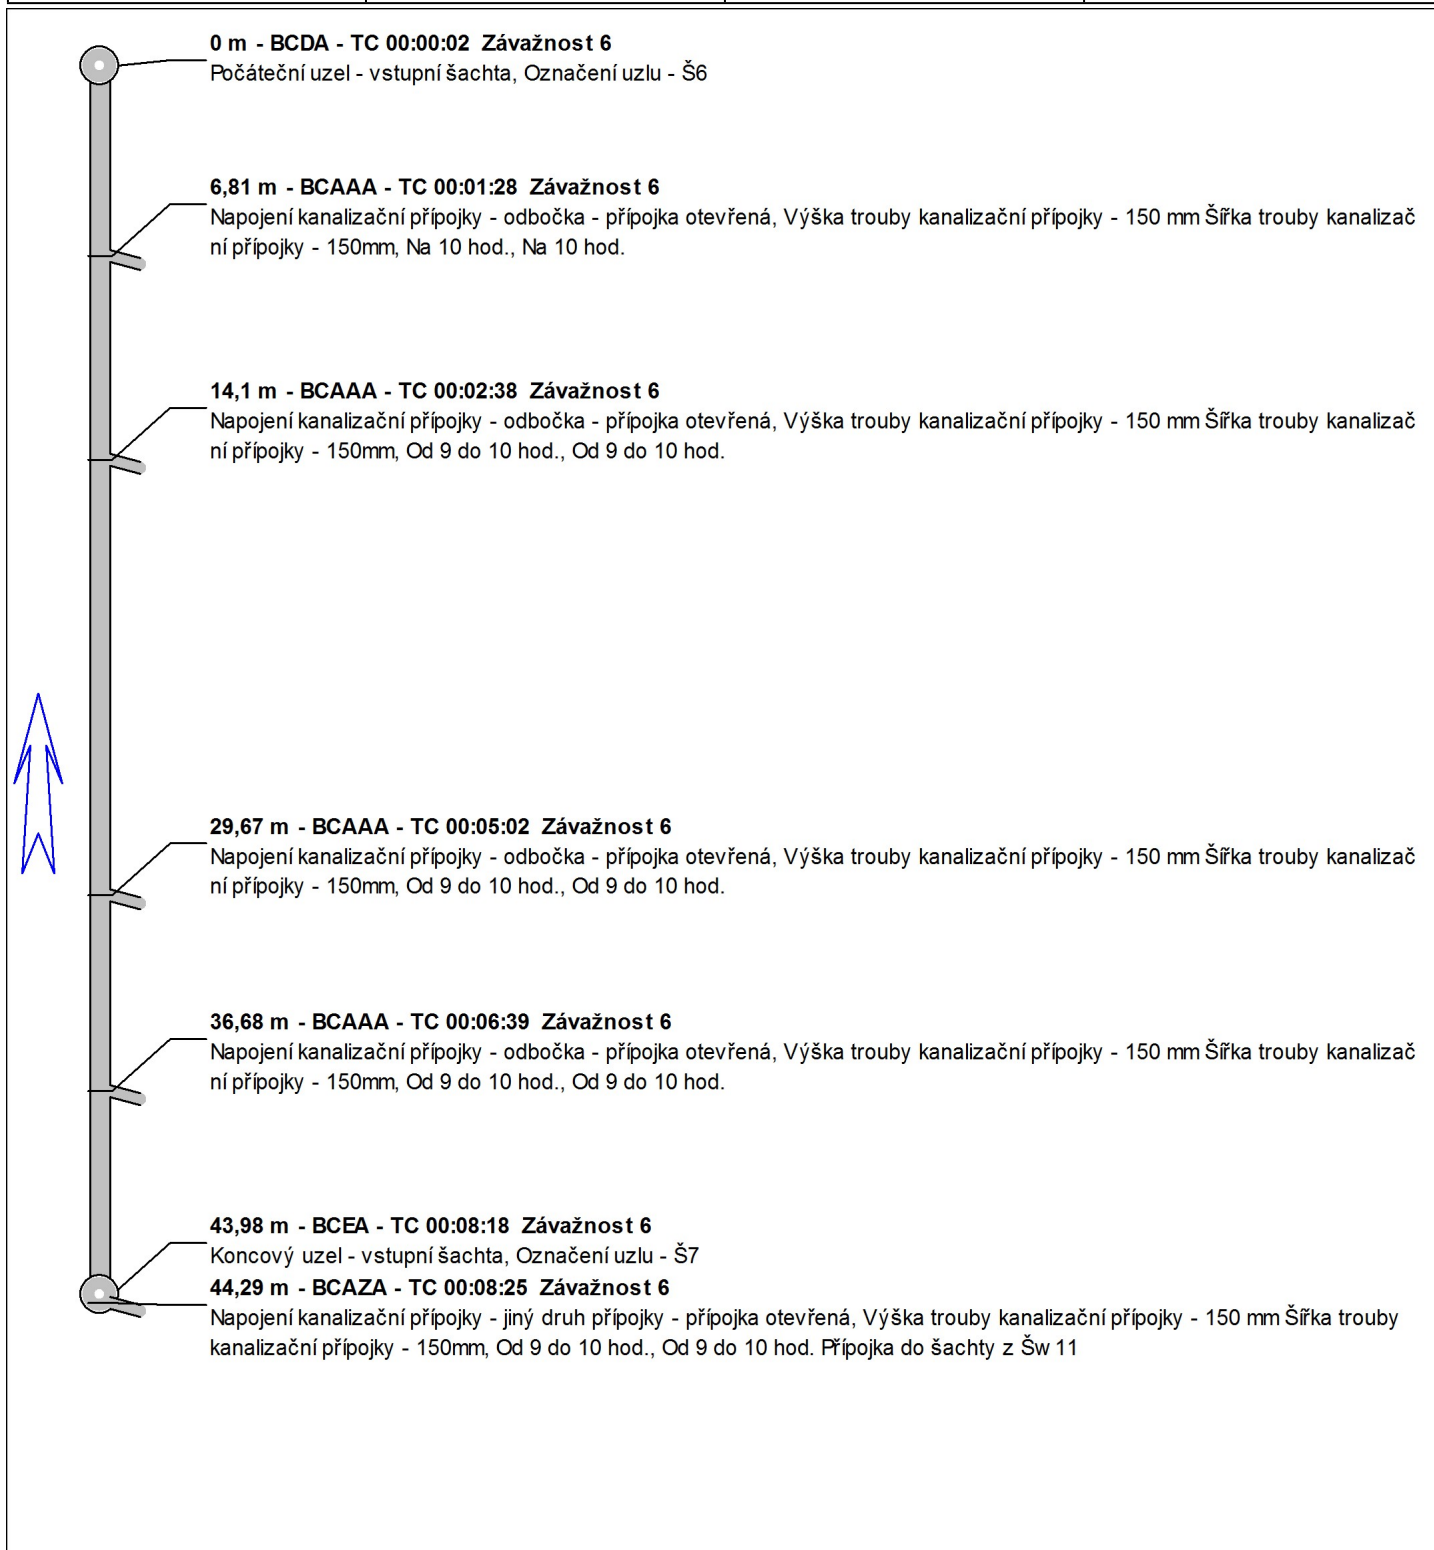 0 m - BCDA - TC 00:00:02 Závažnost 6
Počáteční uzel - vstupní šachta, Označení uzlu - Š6
6,81 m - BCAAA - TC 00:01:28 Závažnost 6
Napojení kanalizační přípojky - odbočka - přípojka otevřená, Výška trouby kanalizační přípojky - 150 mm Šířka trouby kanalizač
ní přípojky - 150mm, Na 10 hod., Na 10 hod.
14,1 m - BCAAA - TC 00:02:38 Závažnost 6
Napojení kanalizační přípojky - odbočka - přípojka otevřená, Výška trouby kanalizační přípojky - 150 mm Šířka trouby kanalizač
ní přípojky - 150mm, Od 9 do 10 hod., Od 9 do 10 hod.
29,67 m - BCAAA - TC 00:05:02 Závažnost 6
Napojení kanalizační přípojky - odbočka - přípojka otevřená, Výška trouby kanalizační přípojky - 150 mm Šířka trouby kanalizač
ní přípojky - 150mm, Od 9 do 10 hod., Od 9 do 10 hod.
36,68 m - BCAAA - TC 00:06:39 Závažnost 6
Napojení kanalizační přípojky - odbočka - přípojka otevřená, Výška trouby kanalizační přípojky - 150 mm Šířka trouby kanalizač
ní přípojky - 150mm, Od 9 do 10 hod., Od 9 do 10 hod.
43,98 m - BCEA - TC 00:08:18 Závažnost 6
Koncový uzel - vstupní šachta, Označení uzlu - Š7
44,29 m - BCAZA - TC 00:08:25 Závažnost 6
Napojení kanalizační přípojky - jiný druh přípojky - přípojka otevřená, Výška trouby kanalizační přípojky - 150 mm Šířka trouby
kanalizační přípojky - 150mm, Od 9 do 10 hod., Od 9 do 10 hod. Přípojka do šachty z Šw 11